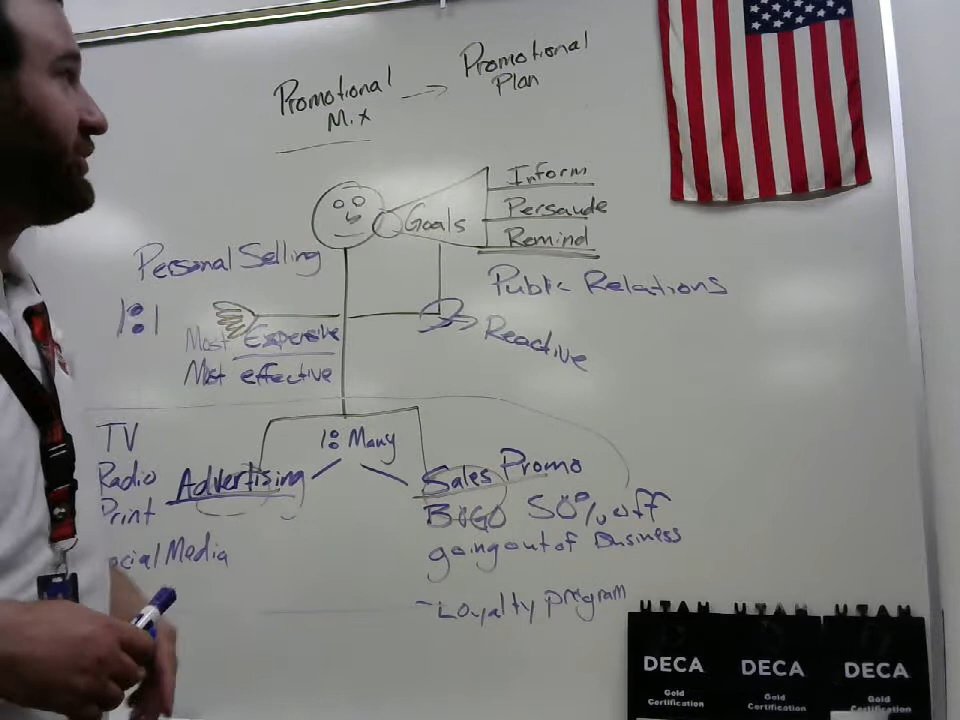 Promotional
Mix
→ Promotional
Plan
Goals
Inform
Persaude
Remind
Personal Selling
1:1
Most Expensive
Most effective
Public Relations
Reactive
1: Many
TV
Radio
Print
ocial Media
Advertising
Sales Promo
BOGO 50% off
going out of Business
- Loyalty program
UTAH
DECA
Gold
Certification
UTAH
DECA
Gold
Certification
UTAH
DECA
Gold
Certification